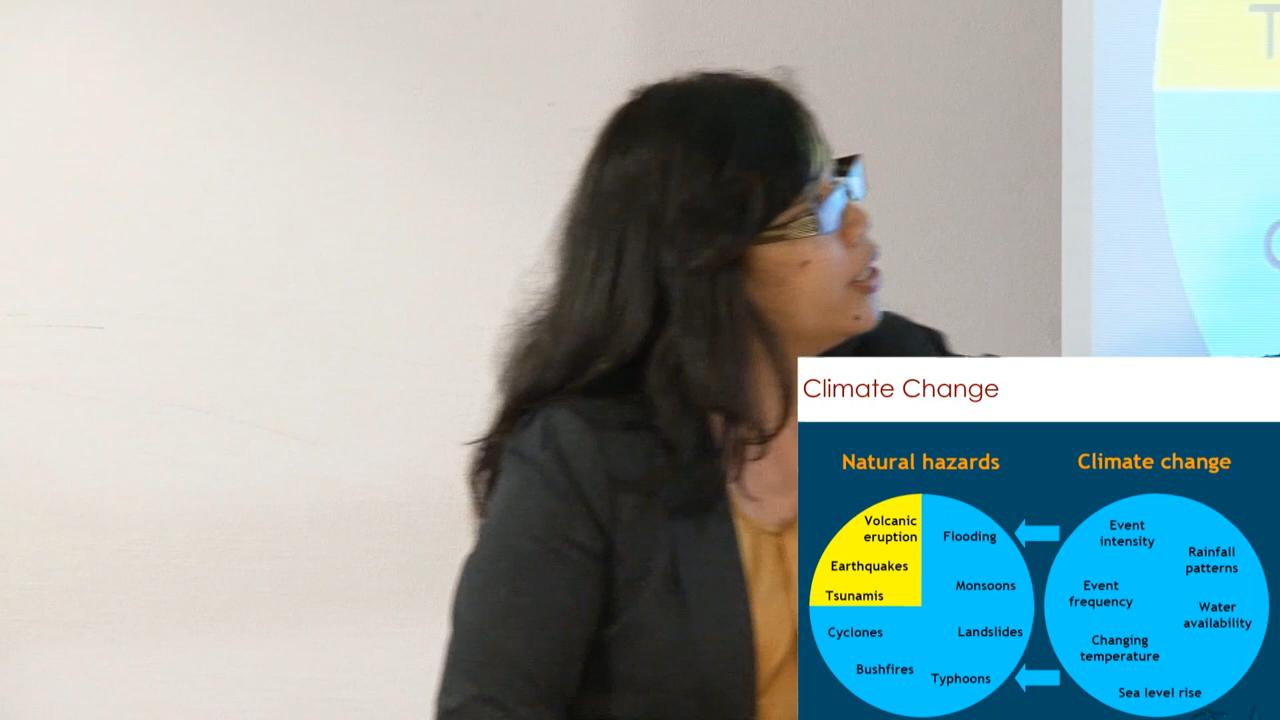 Climate Change
Natural hazards
Volcanic
eruption
Flooding
Earthquakes
Monsoons
Tsunamis
Cyclones
Landslides
Bushfires
Typhoons
Climate change
Event
intensity
Rainfall
patterns
Event
frequency
Water
availability
Changing
temperature
Sea level rise